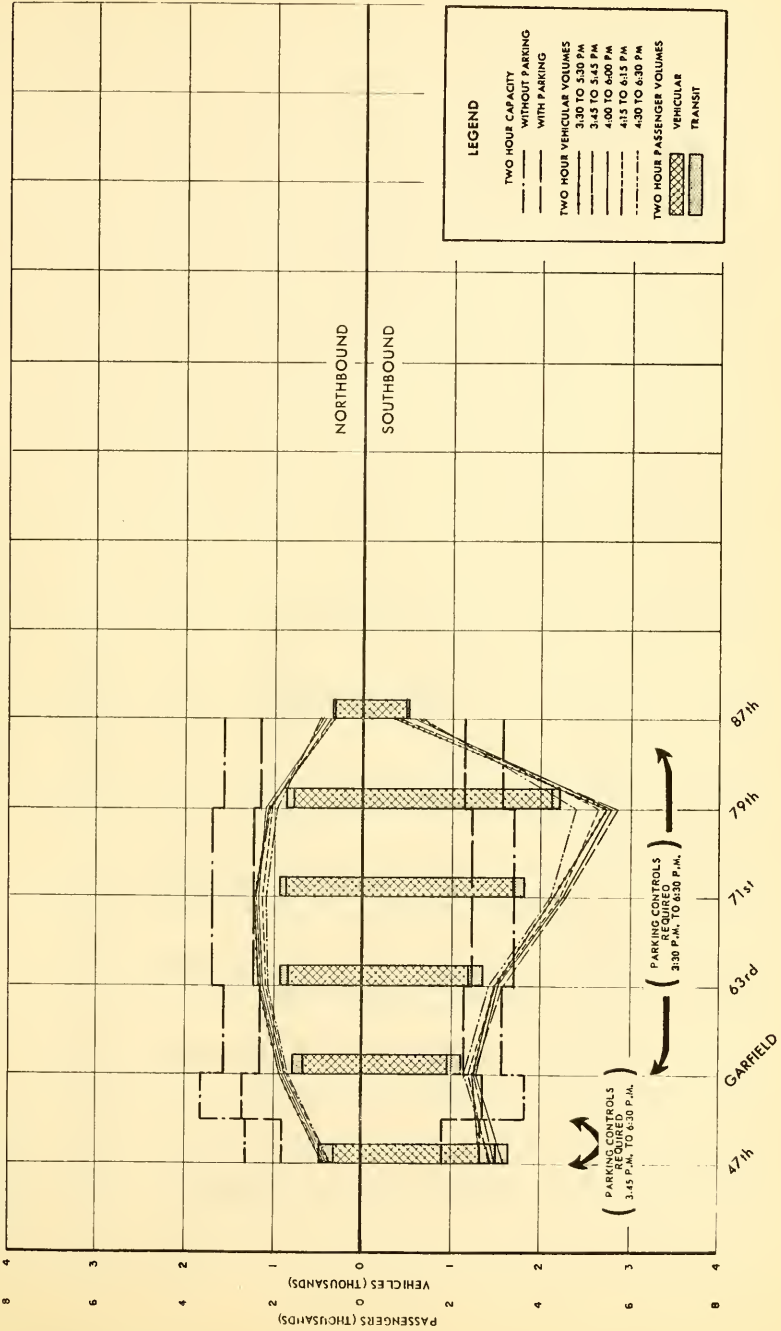 PASSENGERS (THOUSANDS)
VEHICLES (THOUSANDS)
8
6
4
2
0
2
4
6
8
4
3
2
1
0
1
2
3
4
NORTHBOUND
SOUTHBOUND
47th
GARFIELD
63rd
71st
79th
87th
(PARKING CONTROLS
REQUIRED
3:45 P.M. TO 6:30 P.M.)
(PARKING CONTROLS
REQUIRED
3:30 P.M. TO 6:30 P.M.)
LEGEND
TWO HOUR CAPACITY
WITHOUT PARKING
WITH PARKING
TWO HOUR VEHICULAR VOLUMES
3:30 TO 5:30 PM
3:45 TO 5:45 PM
4:00 TO 6:00 PM
4:15 TO 6:15 PM
4:30 TO 6:30 PM
TWO HOUR PASSENGER VOLUMES
VEHICULAR
TRANSIT